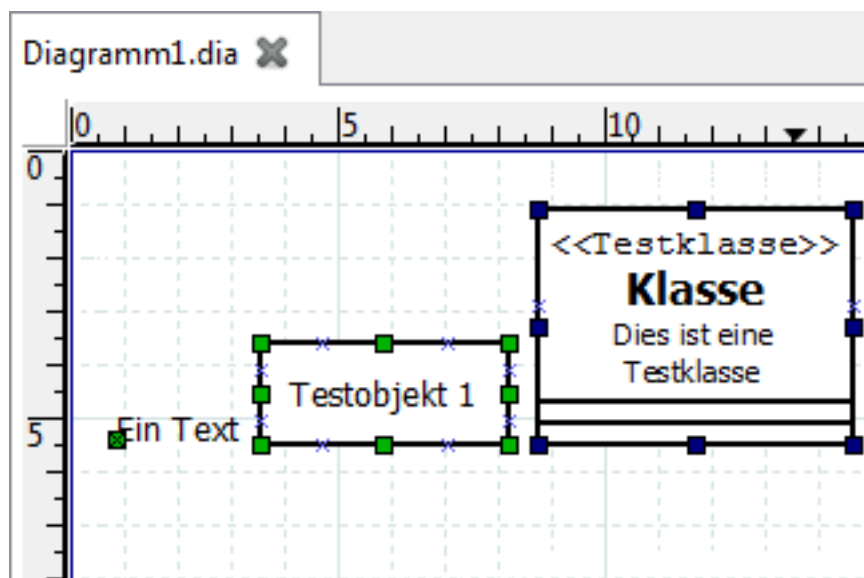 Diagramm1.dia
0 5 10
0
<<Testklasse>>
Klasse
Dies ist eine
Testklasse
Testobjekt 1
Ein Text
5